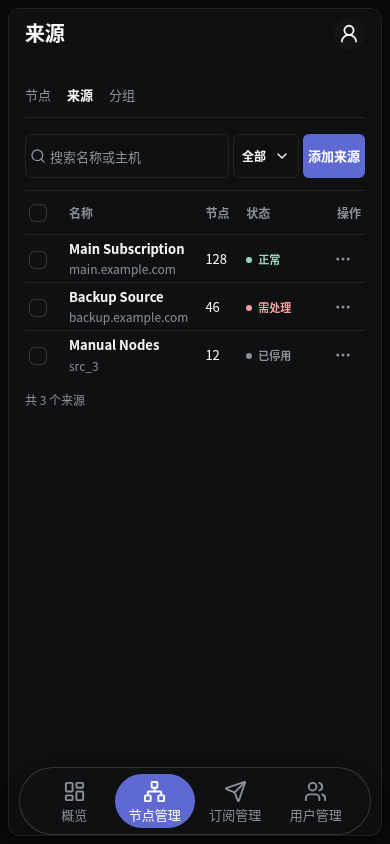 来源
节点 来源 分组
搜索名称或主机 全部 添加来源
名称 节点 状态 操作
Main Subscription 128 正常
main.example.com
Backup Source 46 需处理
backup.example.com
Manual Nodes 12 已停用
src_3
共 3 个来源
概览 节点管理 订阅管理 用户管理